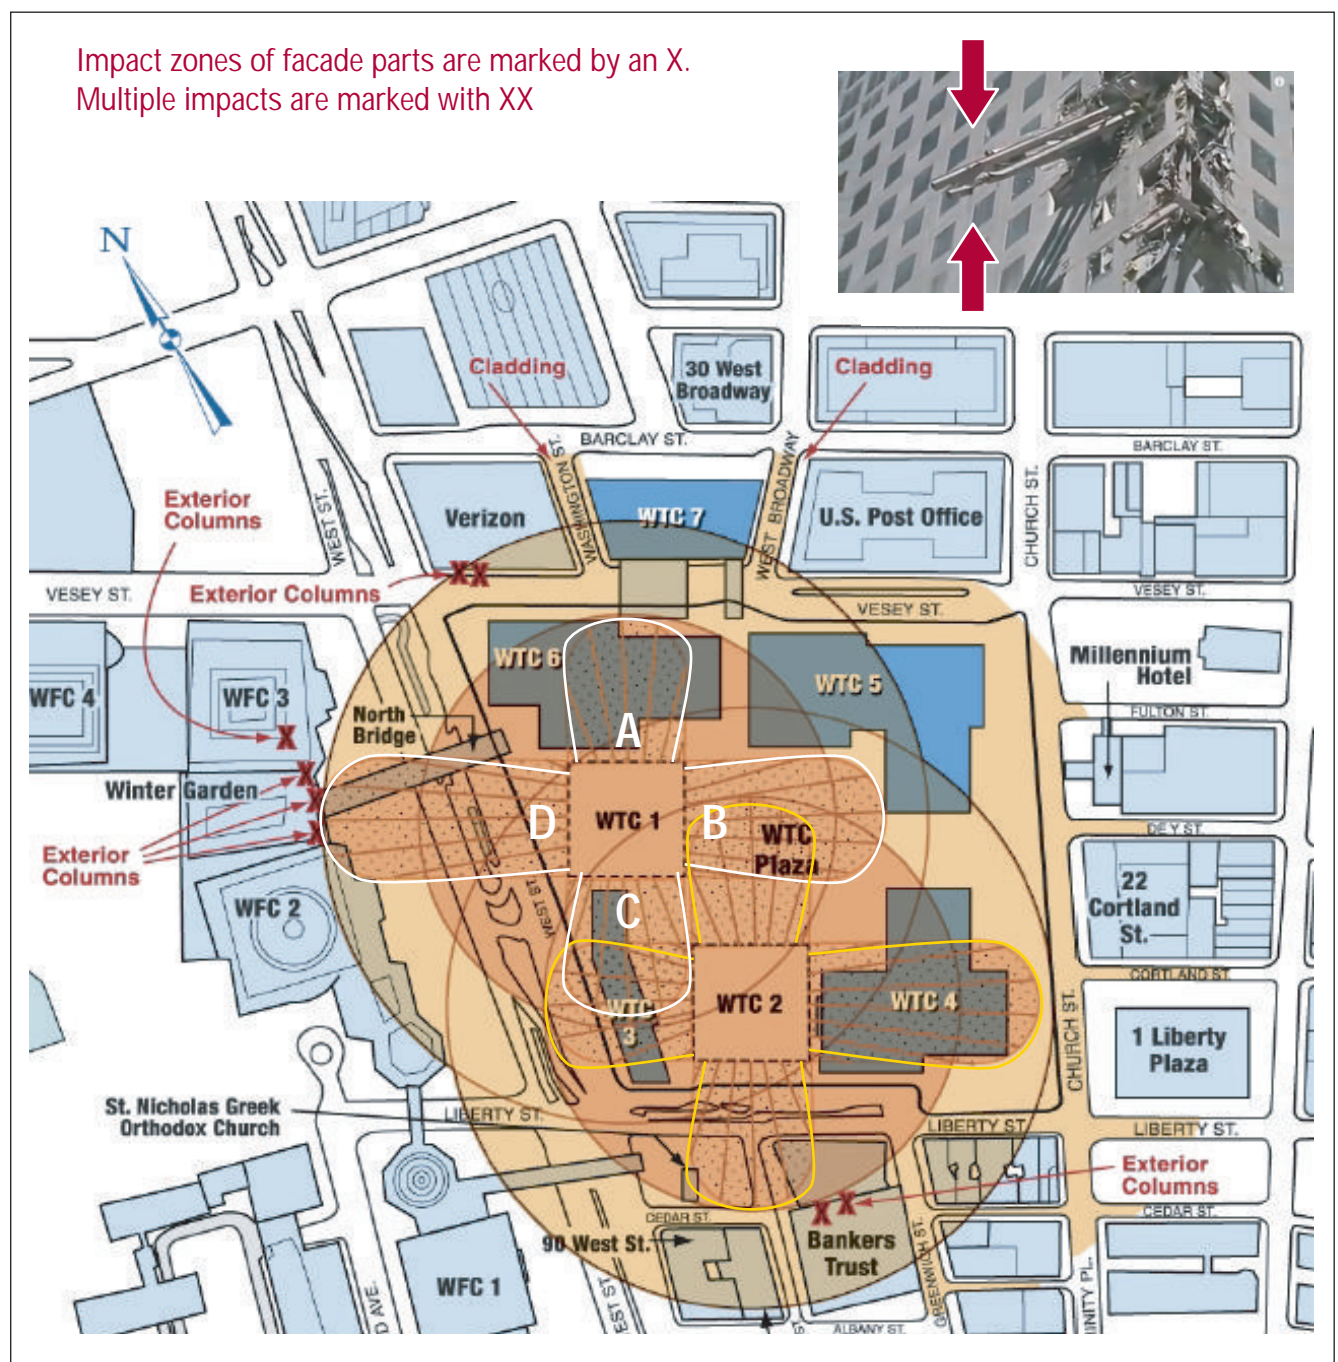 Impact zones of facade parts are marked by an X.
Multiple impacts are marked with XX
N
Cladding
30 West
Broadway
Cladding
BARCLAY ST.
BARCLAY ST.
WEST ST.
WASHINGTON ST.
WEST BROADWAY
CHURCH ST.
Exterior
Columns
Verizon
WTC 7
U.S. Post Office
XX
Exterior Columns
VESEY ST.
VESEY ST.
VESEY ST.
WFC 4
WFC 3
WTC 6
WTC 5
Millennium
Hotel
North
Bridge
FULTON ST.
X
A
X
Winter Garden
X
D
WTC 1
B
WTC
Plaza
DEY ST.
X
Exterior
Columns
22
Cortland
St.
WFC 2
WEST ST.
C
CORTLAND ST.
WTC
3
WTC 2
WTC 4
1 Liberty
Plaza
CHURCH ST.
St. Nicholas Greek
Orthodox Church
LIBERTY ST.
LIBERTY ST.
LIBERTY ST.
Exterior
Columns
X X
CEDAR ST.
CEDAR ST.
90 West St.
Bankers
Trust
GREENWICH ST.
WFC 1
D AVE.
EST ST.
ST
ALBANY ST.
INITY PL.